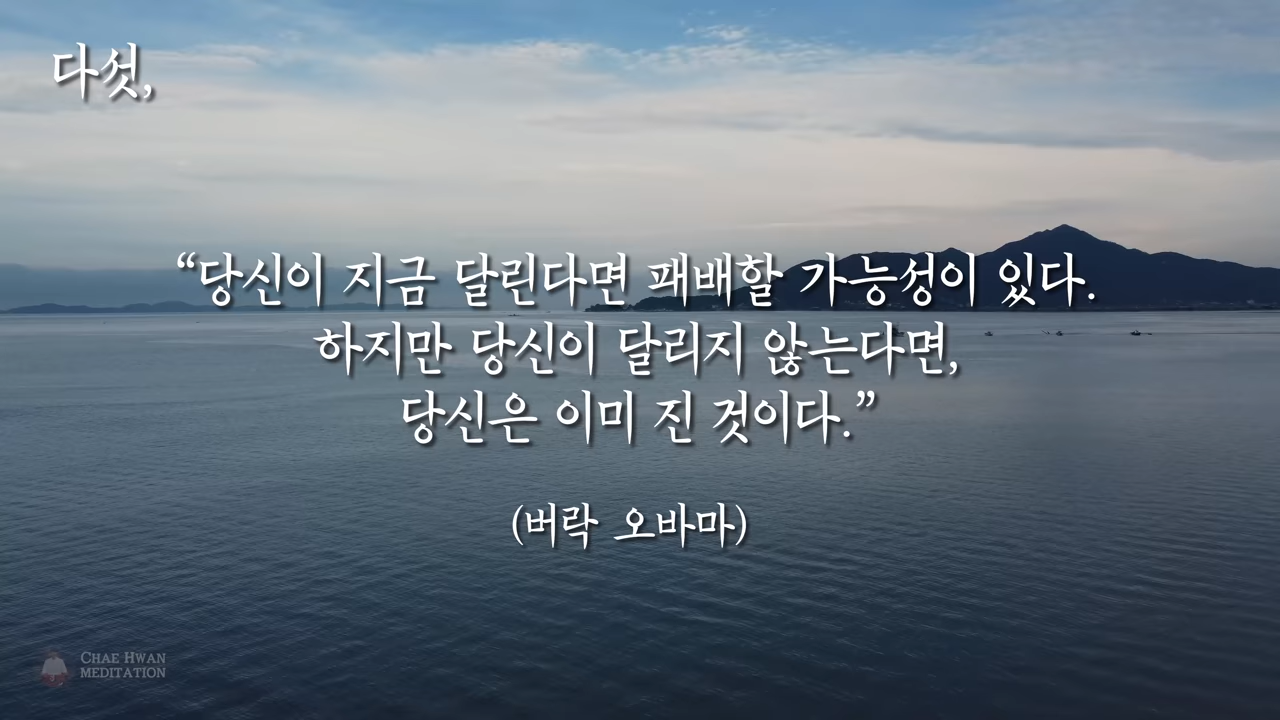 다섯,
“당신이 지금 달린다면 패배할 가능성이 있다.
하지만 당신이 달리지 않는다면,
당신은 이미 진 것이다.”
(버락 오바마)
CHAE HWAN
MEDITATION